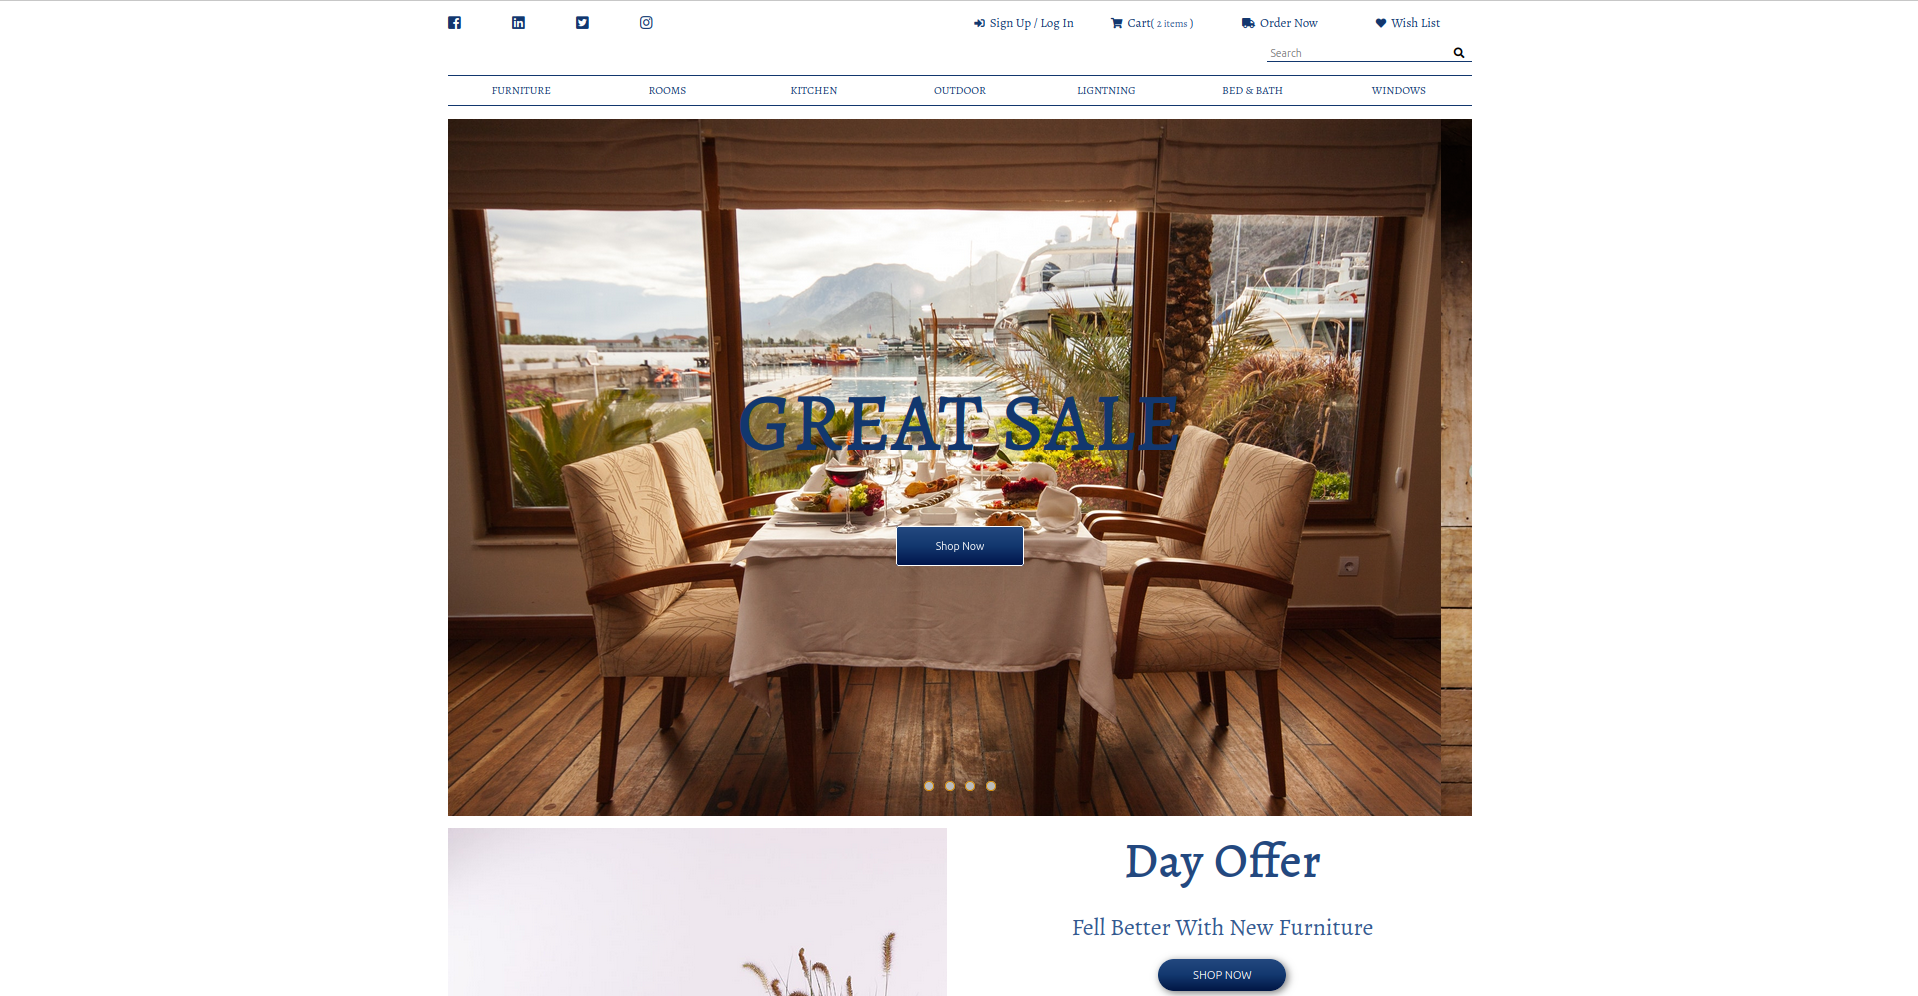 Sign Up / Log In
Cart( 2 items )
Order Now
Wish List
Search
FURNITURE
ROOMS
KITCHEN
OUTDOOR
LIGNTNING
BED & BATH
WINDOWS
GREAT SALE
Shop Now
Day Offer
Fell Better With New Furniture
SHOP NOW